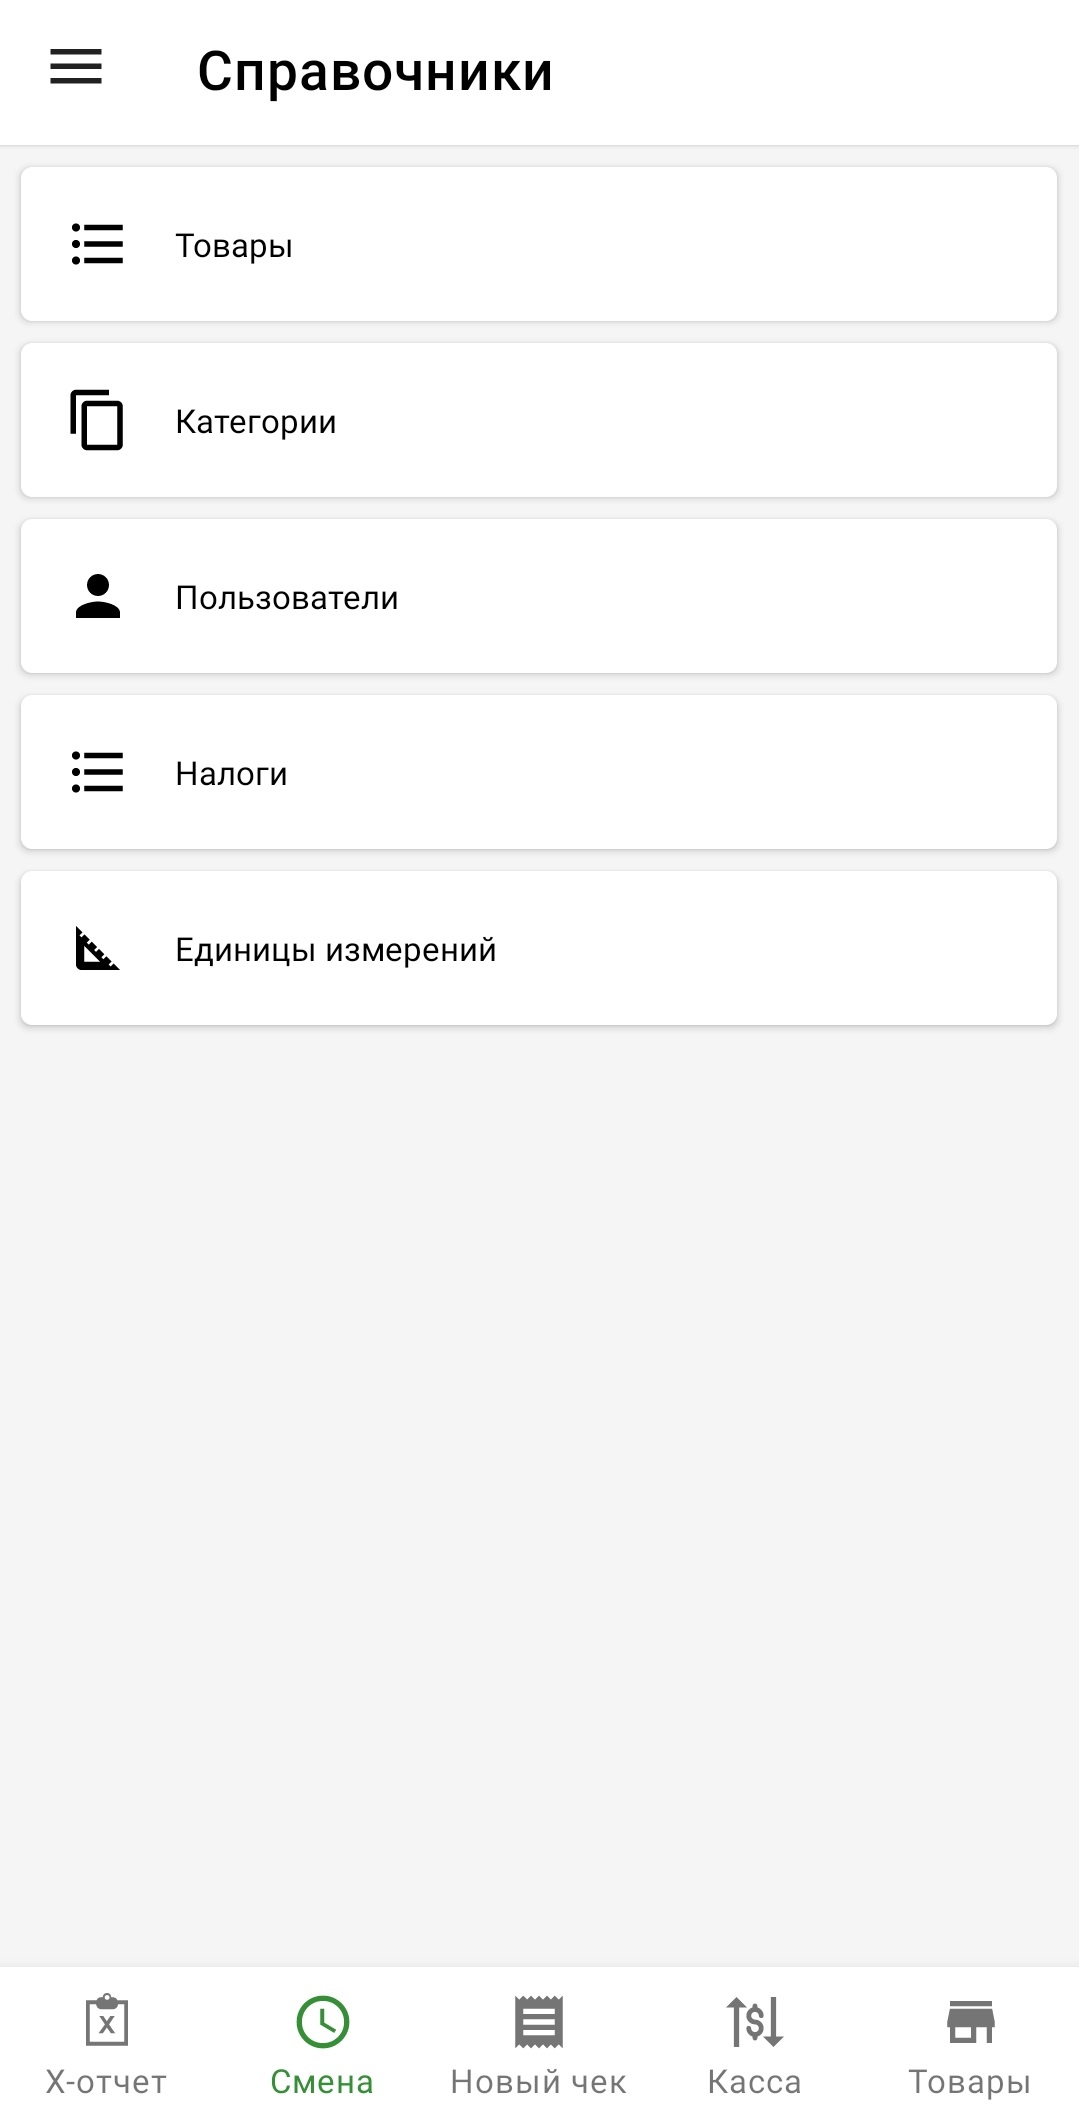 Справочники
Товары
Категории
Пользователи
Налоги
Единицы измерений
X
$
X-отчет
Смена
Новый чек
Касса
Товары